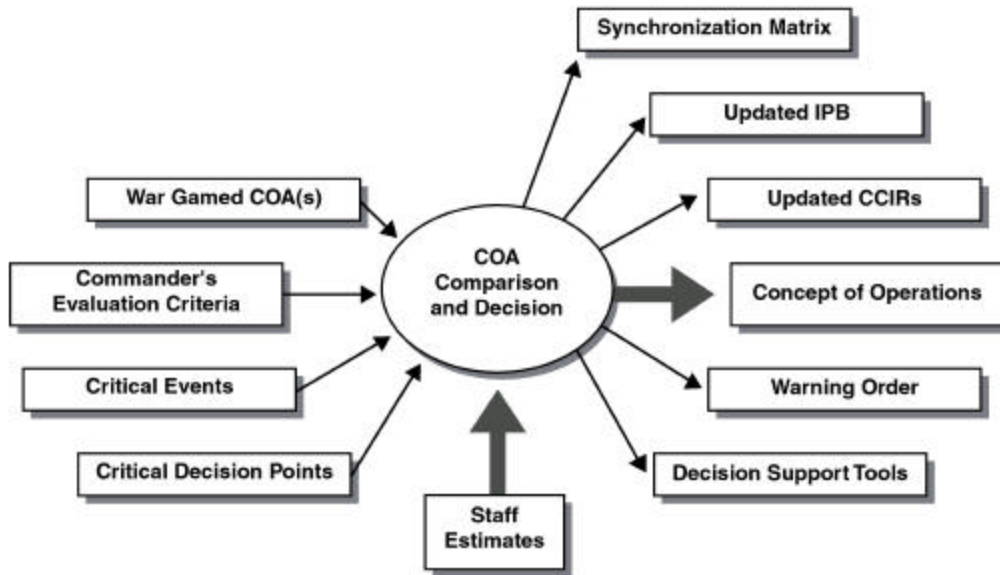 Synchronization Matrix
Updated IPB
War Gamed COA(s)
Updated CCIRs
COA
Comparison
and Decision
Commander's
Evaluation Criteria
Concept of Operations
Critical Events
Warning Order
Critical Decision Points
Decision Support Tools
Staff
Estimates